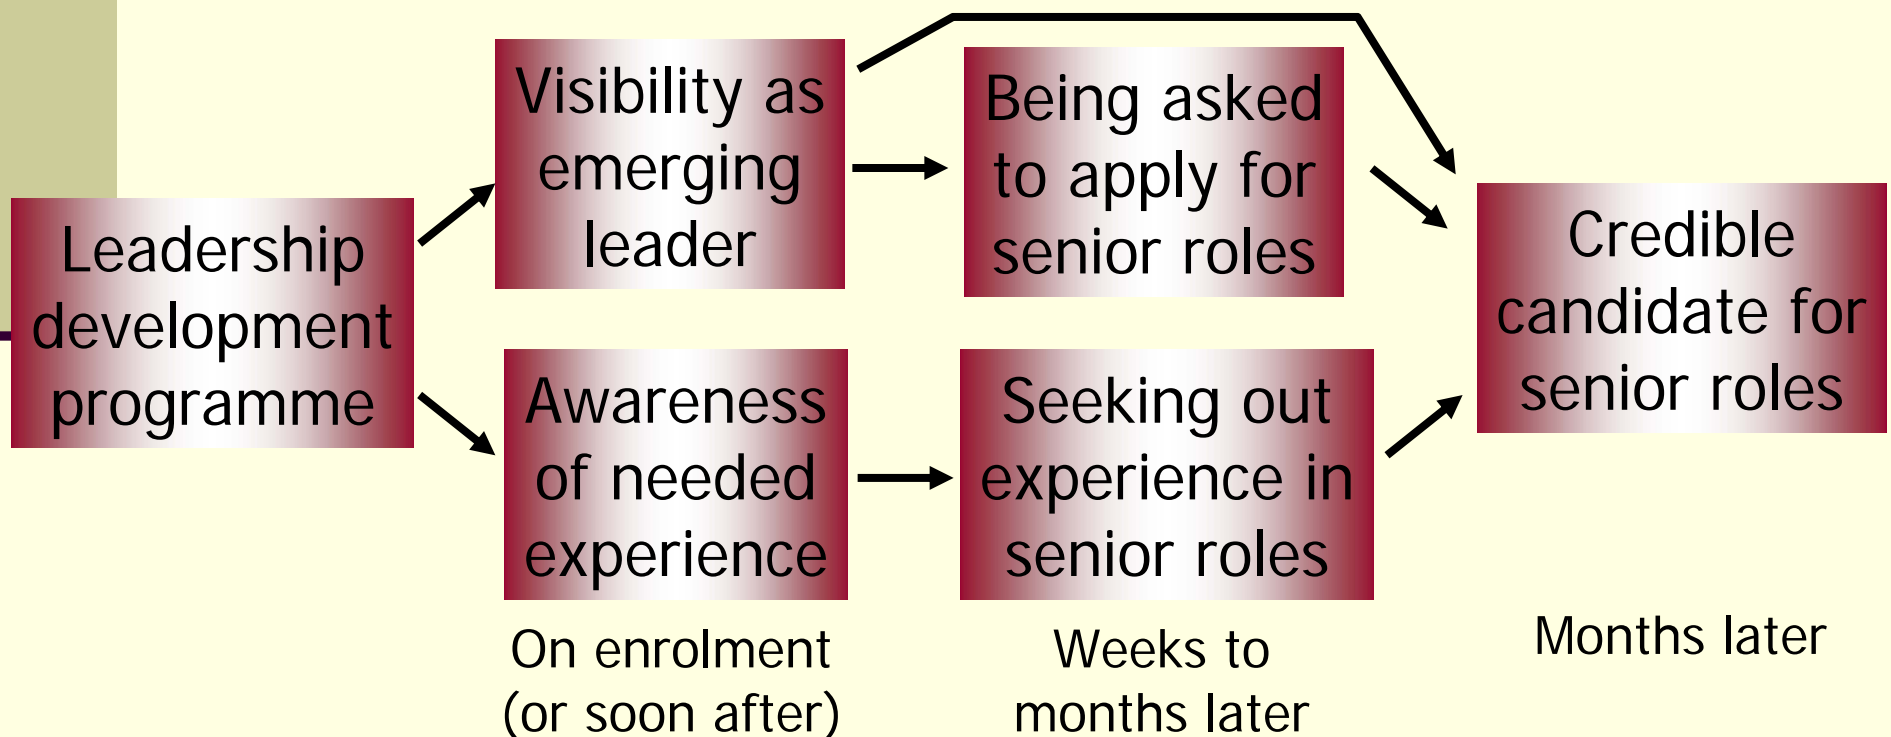 Leadership
development
programme
Visibility as
emerging
leader
Being asked
to apply for
senior roles
Awareness
of needed
experience
Seeking out
experience in
senior roles
Credible
candidate for
senior roles
On enrolment
(or soon after)
Weeks to
months later
Months later